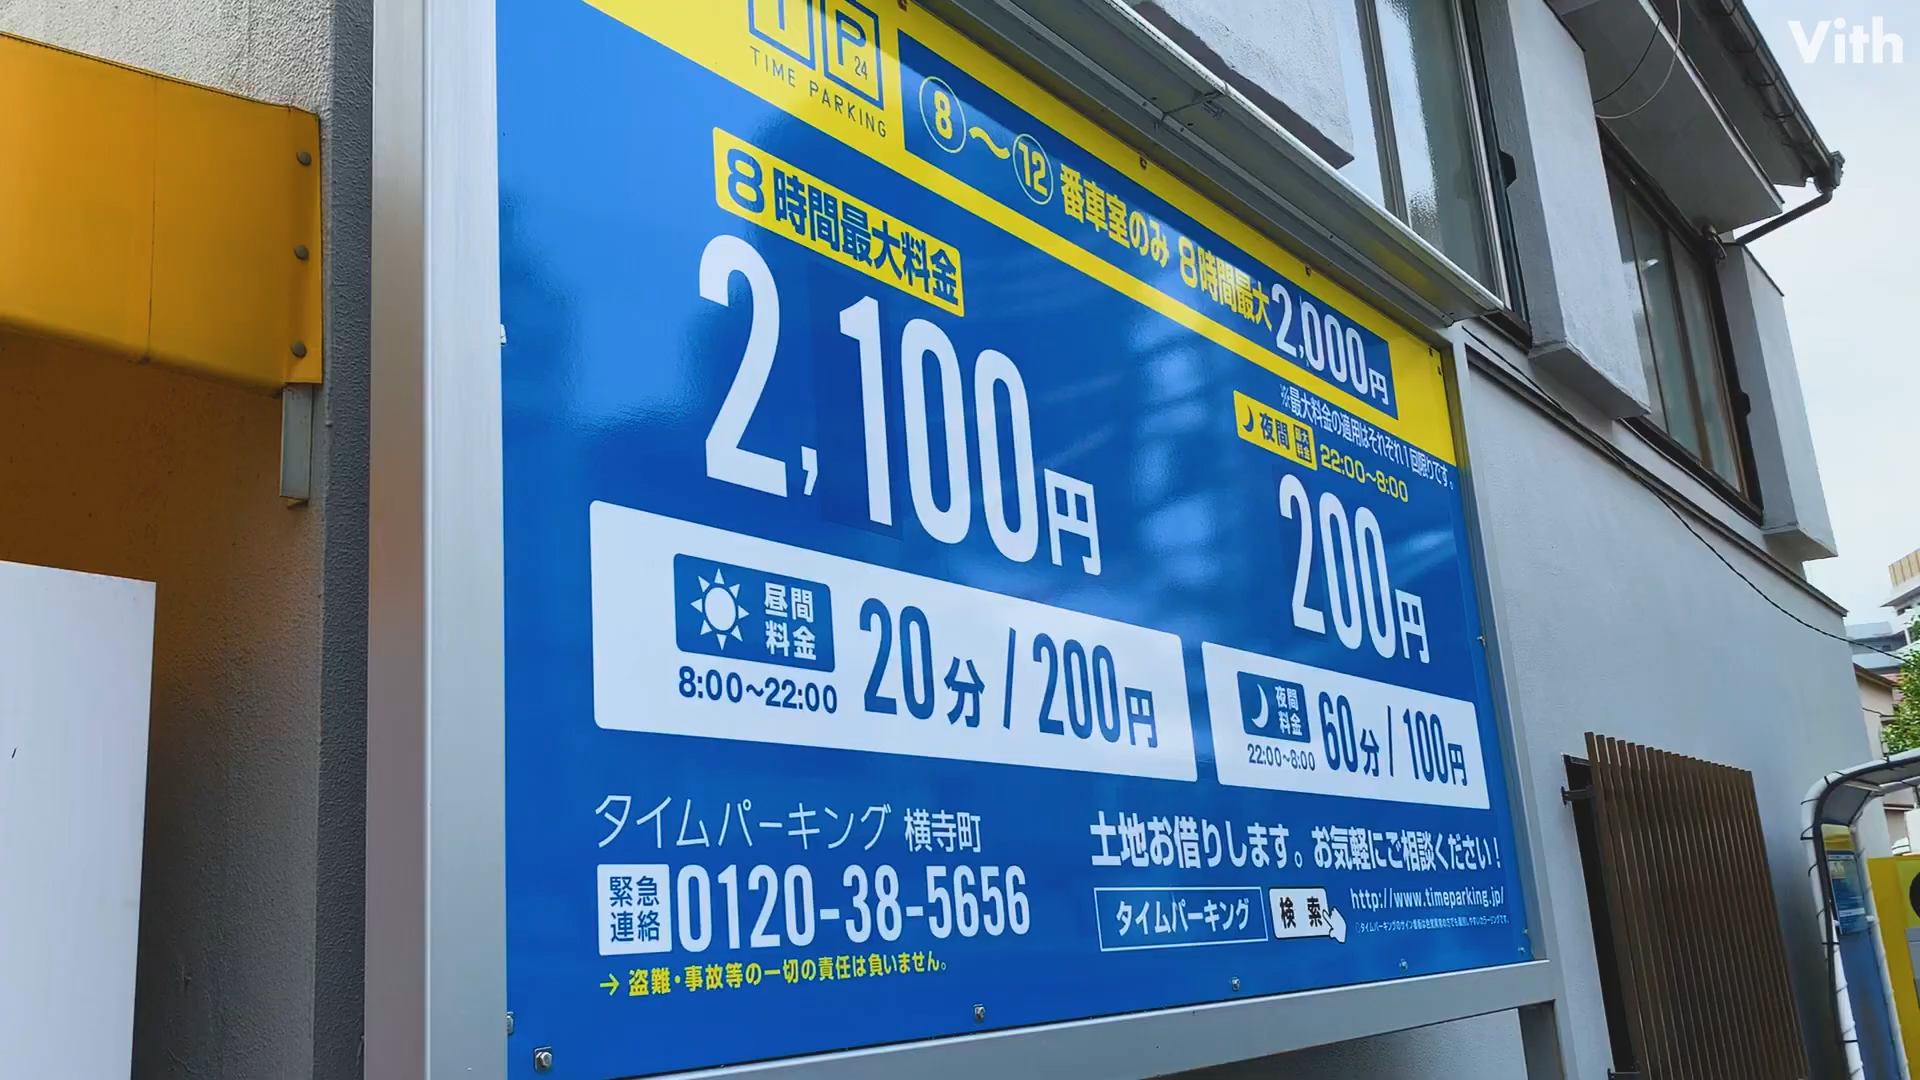 TP24
TIME PARKING
⑧〜⑫番車室のみ 8時間最大2,000円
※最大料金の適用はそれぞれ1回限りです。
8時間最大料金
2,100円
夜間最大料金 22:00〜8:00
200円
昼間料金
8:00〜22:00
20分/200円
夜間料金
22:00〜8:00
60分/100円
タイムパーキング 横寺町
緊急連絡 0120-38-5656
→ 盗難・事故等の一切の責任は負いません。
土地お借りします。お気軽にご相談ください!
タイムパーキング 検索
http://www.timeparking.jp/
Vith